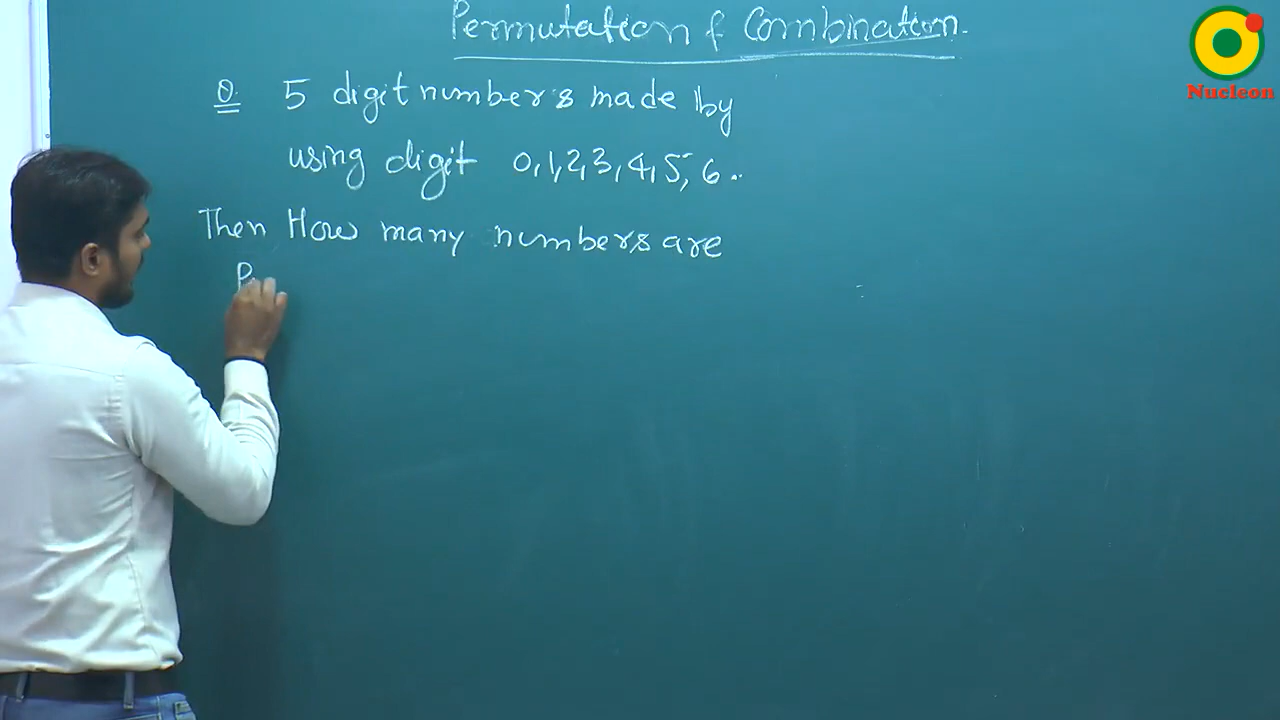 Permutation & Combination.
Nucleon
Q. 5 digit numbers made by
using digit 0,1,2,3,4,5,6..
Then How many numbers are